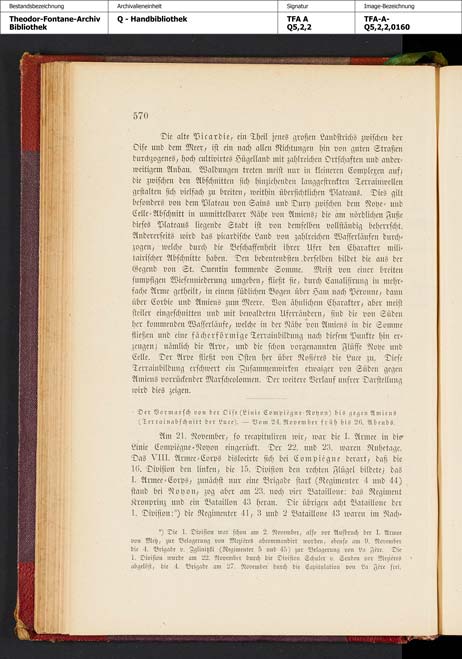 Bestandsbezeichnung
Archivalieneinheit
Signatur
Image-Bezeichnung
Theodor-Fontane-Archiv
Bibliothek
Q - Handbibliothek
TFA A
Q5,2,2
TFA-A-
Q5,2,2,0160
570
Die alte Picardie, ein Theil jenes großen Landstrichs zwischen der
Oise und dem Meer, ist ein nach allen Richtungen hin von guten Straßen
durchzogenes, hoch cultivirtes Hügelland mit zahlreichen Ortschaften und ander-
weitigem Anbau. Waldungen treten meist nur in kleineren Complexen auf;
die zwischen den Abschnitten sich hinziehenden langgestreckten Terrainwellen
gestalten sich vielfach zu breiten, weithin übersichtlichen Plateaus. Dies gilt
besonders von dem Plateau von Sains und Dury zwischen dem Noye- und
Celle-Abschnitt in unmittelbarer Nähe von Amiens; die am nördlichen Fuße
dieses Plateaus liegende Stadt ist von demselben vollständig beherrscht.
Andrerseits wird das picardische Land von zahlreichen Wasserläufen durch-
zogen, welche durch die Beschaffenheit ihrer Ufer den Charakter mili-
tairischer Abschnitte haben. Den bedeutendsten derselben bildet die aus der
Gegend von St. Quentin kommende Somme. Meist von einer breiten
sumpfigen Wiesenniederung umgeben, fließt sie, durch Canalisirung in mehr-
fache Arme getheilt, in einem südlichen Bogen über Ham nach Péronne, dann
über Corbie und Amiens zum Meere. Von ähnlichem Charakter, aber meist
steiler eingeschnitten und mit bewaldeten Uferrändern, sind die von Süden
her kommenden Wasserläufe, welche in der Nähe von Amiens in die Somme
fließen und eine fächerförmige Terrainbildung nach diesem Punkte hin er-
zeugen; nämlich die Arve, und die schon vorgenannten Flüsse Noye und
Celle. Der Arve fließt von Osten her über Rosières die Luce zu. Diese
Terrainbildung erschwert ein Zusammenwirken etwaiger von Süden gegen
Amiens vorrückender Marschcolonnen. Der weitere Verlauf unsrer Darstellung
wird dies zeigen.
Der Vormarsch von der Oise (Linie Compiègne-Noyon) bis gegen Amiens
(Terrainabschnitt der Luce). — Vom 24. November früh bis 26. Abends.
Am 21. November, so recapituliren wir, war die I. Armee in die
Linie Compiègne-Noyon eingerückt. Der 22. und 23. waren Ruhetage.
Das VIII. Armee-Corps dislocirte sich bei Compiègne derart, daß die
16. Division den linken, die 15. Division den rechten Flügel bildete; das
I. Armee-Corps, zunächst nur eine Brigade stark (Regimenter 4 und 44)
stand bei Noyon, zog aber am 23. noch vier Bataillone: das Regiment
Kronprinz und ein Bataillon 43 heran. Die übrigen acht Bataillone der
1. Division:*) die Regimenter 41, 3 und 2 Bataillone 43 waren im Nach-
*) Die 1. Division war schon am 2. November, also vor Aufbruch der I. Armee
von Metz, zur Belagerung von Mezières abcommandirt worden, ebenso am 9. November
die 4. Brigade v. Zglinitzki (Regimenter 5 und 45) zur Belagerung von La Fère. Die
1. Division wurde am 22. November durch die Division Schuler v. Senden vor Mezières
abgelöst, die 4. Brigade am 27. November durch die Capitulation von La Fère frei.